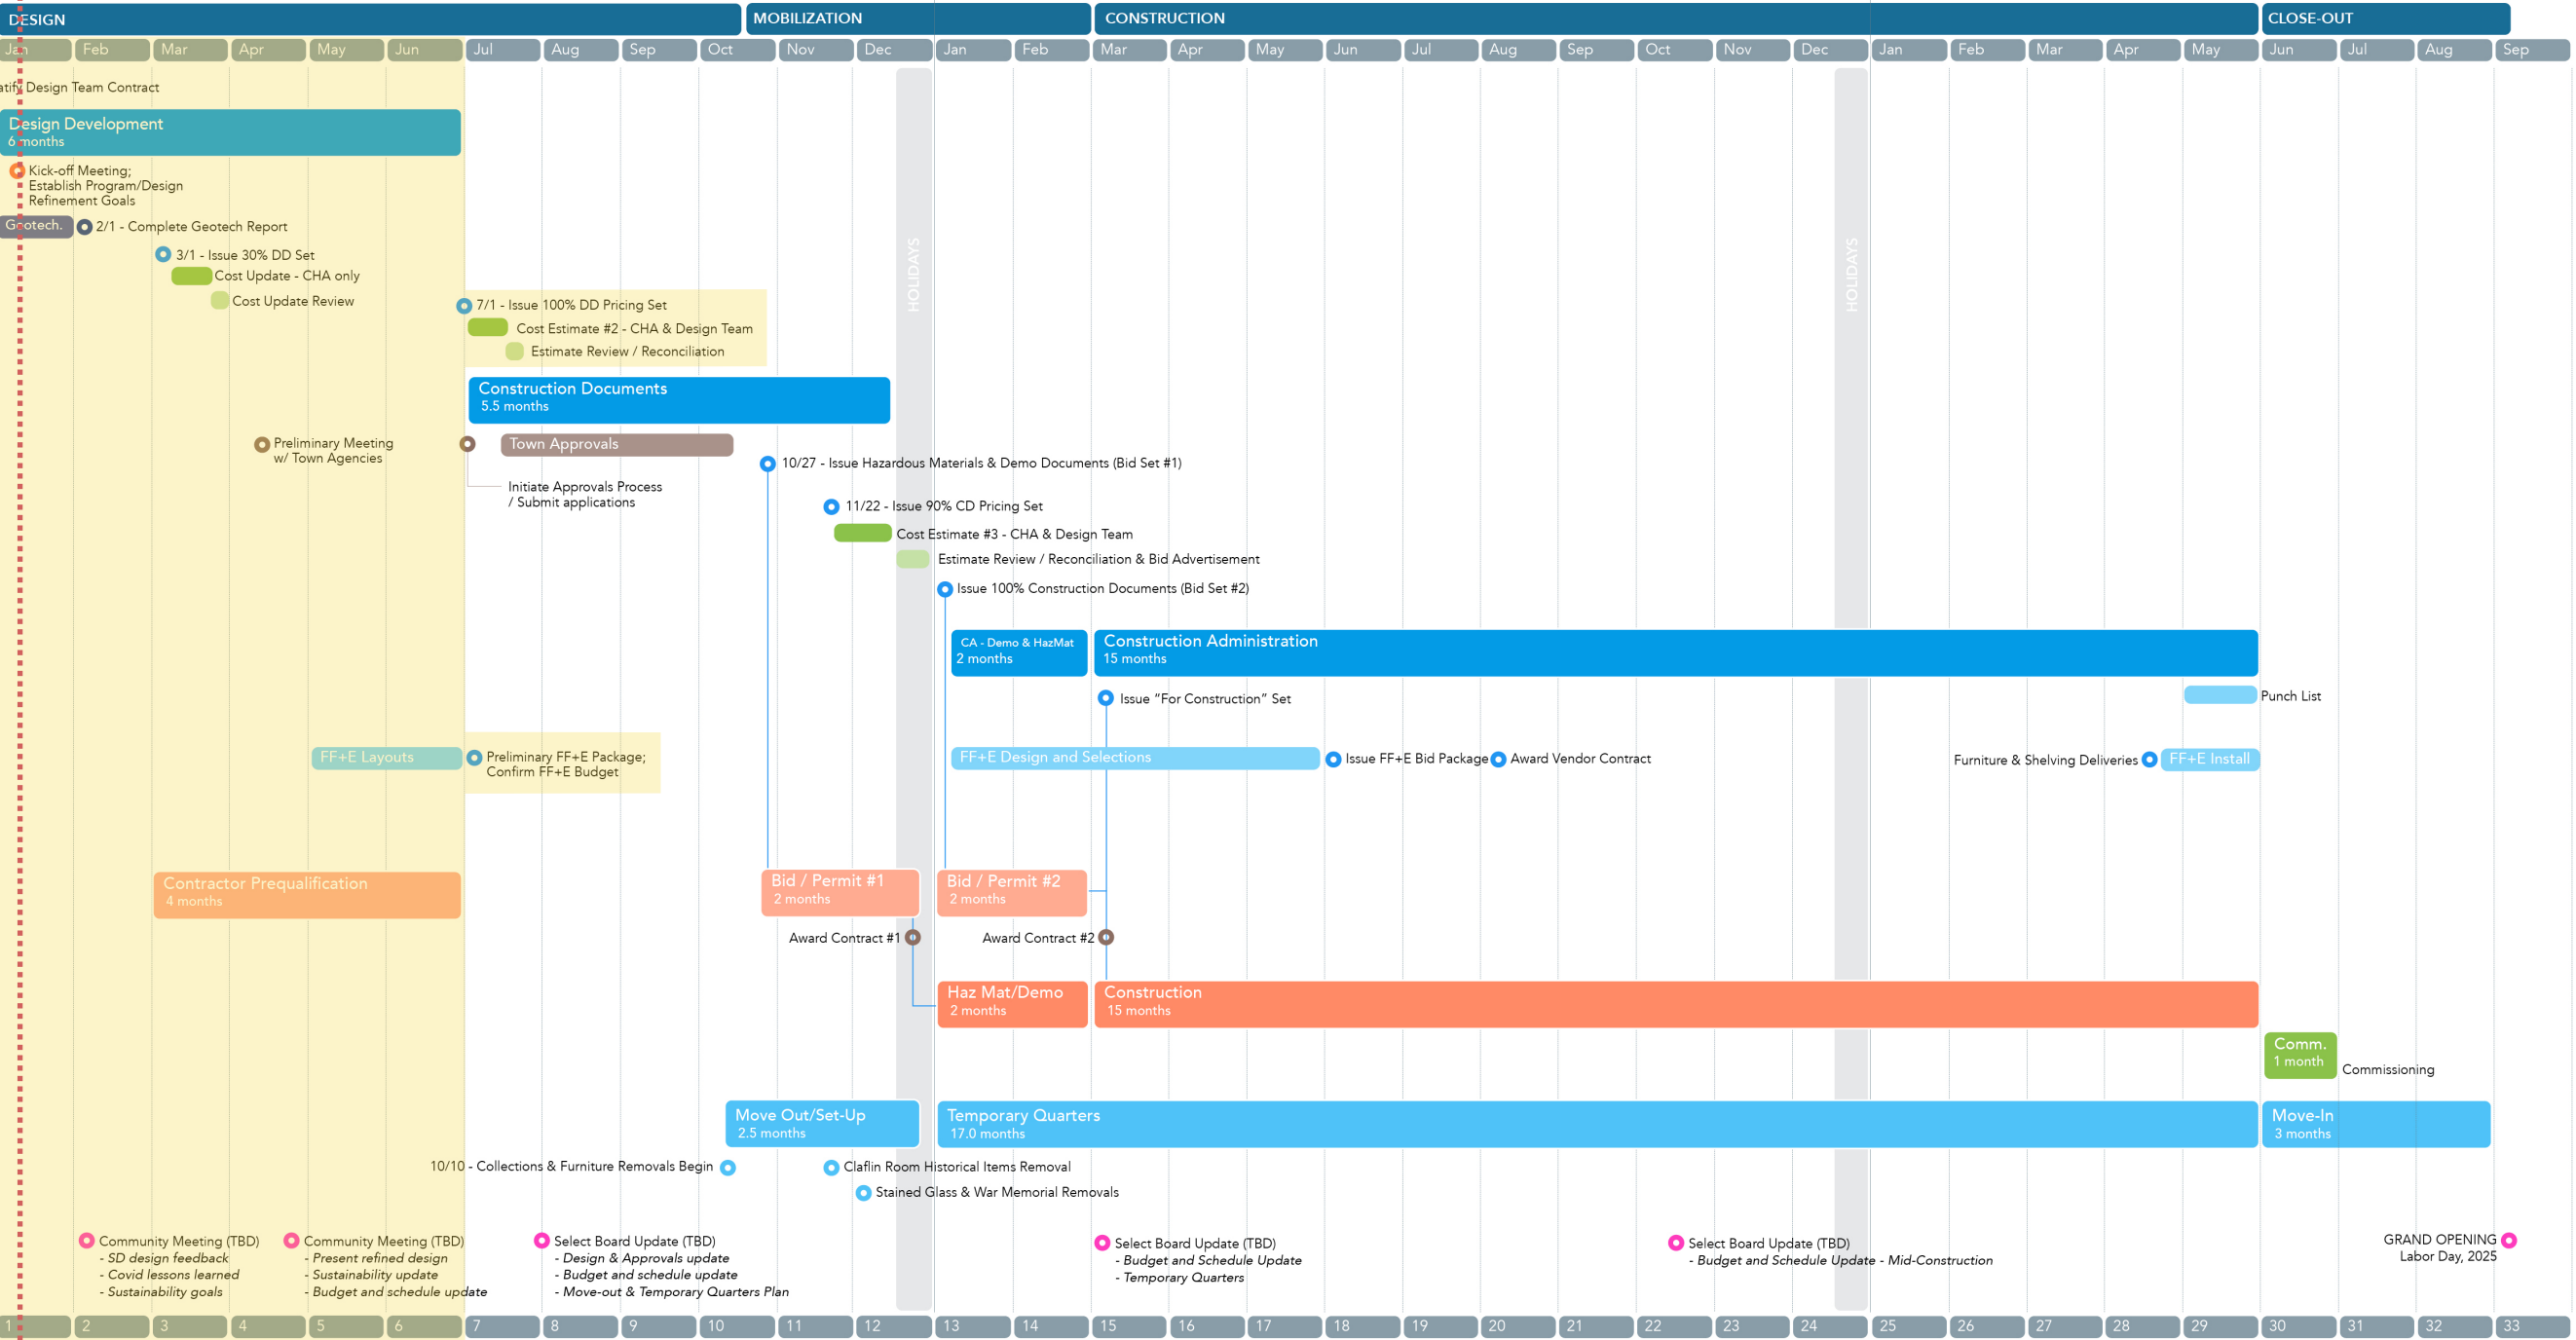 DESIGN MOBILIZATION CONSTRUCTION CLOSE-OUT
Jan Feb Mar Apr May Jun Jul Aug Sep Oct Nov Dec Jan Feb Mar Apr May Jun Jul Aug Sep Oct Nov Dec Jan Feb Mar Apr May Jun Jul Aug Sep
atify Design Team Contract
Design Development
6 months
Kick-off Meeting;
Establish Program/Design
Refinement Goals
Geotech. 2/1 - Complete Geotech Report
3/1 - Issue 30% DD Set
Cost Update - CHA only
Cost Update Review
HOLIDAYS
HOLIDAYS
7/1 - Issue 100% DD Pricing Set
Cost Estimate #2 - CHA & Design Team
Estimate Review / Reconciliation
Construction Documents
5.5 months
Preliminary Meeting
w/ Town Agencies
Town Approvals
10/27 - Issue Hazardous Materials & Demo Documents (Bid Set #1)
Initiate Approvals Process
/ Submit applications
11/22 - Issue 90% CD Pricing Set
Cost Estimate #3 - CHA & Design Team
Estimate Review / Reconciliation & Bid Advertisement
Issue 100% Construction Documents (Bid Set #2)
CA - Demo & HazMat
2 months
Construction Administration
15 months
Issue “For Construction” Set
Punch List
FF+E Layouts
Preliminary FF+E Package;
Confirm FF+E Budget
FF+E Design and Selections
Issue FF+E Bid Package
Award Vendor Contract
Furniture & Shelving Deliveries
FF+E Install
Contractor Prequalification
4 months
Bid / Permit #1
2 months
Bid / Permit #2
2 months
Award Contract #1
Award Contract #2
Haz Mat/Demo
2 months
Construction
15 months
Comm.
1 month
Commissioning
Move Out/Set-Up
2.5 months
Temporary Quarters
17.0 months
Move-In
3 months
10/10 - Collections & Furniture Removals Begin
Claflin Room Historical Items Removal
Stained Glass & War Memorial Removals
Community Meeting (TBD)
- SD design feedback
- Covid lessons learned
- Sustainability goals
Community Meeting (TBD)
- Present refined design
- Sustainability update
- Budget and schedule update
Select Board Update (TBD)
- Design & Approvals update
- Budget and schedule update
- Move-out & Temporary Quarters Plan
Select Board Update (TBD)
- Budget and Schedule Update
- Temporary Quarters
Select Board Update (TBD)
- Budget and Schedule Update - Mid-Construction
GRAND OPENING
Labor Day, 2025
1 2 3 4 5 6 7 8 9 10 11 12 13 14 15 16 17 18 19 20 21 22 23 24 25 26 27 28 29 30 31 32 33